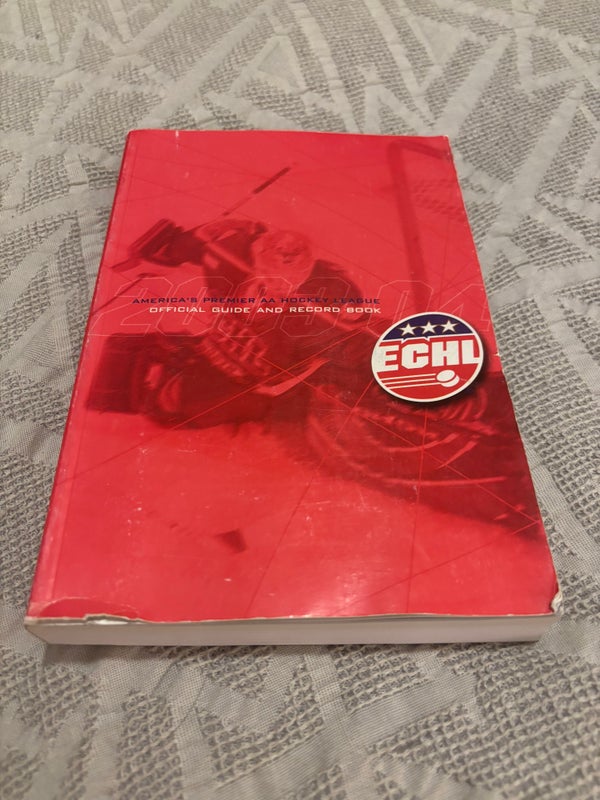 AMERICA'S PREMIER AA HOCKEY LEAGUE
2003-04
OFFICIAL GUIDE AND RECORD BOOK
ECHL